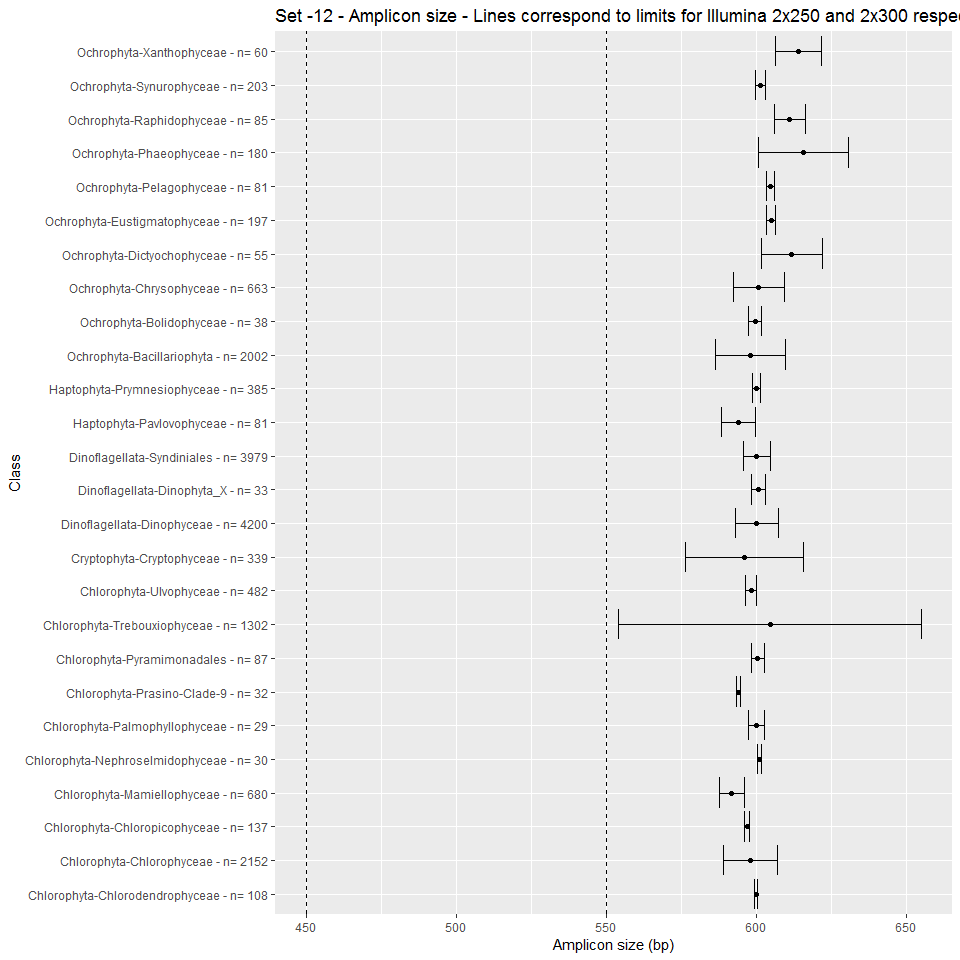 Set -12 - Amplicon size - Lines correspond to limits for Illumina 2x250 and 2x300 respec
Ochrophyta-Xanthophyceae - n= 60
Ochrophyta-Synurophyceae - n= 203
Ochrophyta-Raphidophyceae - n= 85
Ochrophyta-Phaeophyceae - n= 180
Ochrophyta-Pelagophyceae - n= 81
Ochrophyta-Eustigmatophyceae - n= 197
Ochrophyta-Dictyochophyceae - n= 55
Ochrophyta-Chrysophyceae - n= 663
Ochrophyta-Bolidophyceae - n= 38
Ochrophyta-Bacillariophyta - n= 2002
Haptophyta-Prymnesiophyceae - n= 385
Haptophyta-Pavlovophyceae - n= 81
Dinoflagellata-Syndiniales - n= 3979
Dinoflagellata-Dinophyta_X - n= 33
Dinoflagellata-Dinophyceae - n= 4200
Cryptophyta-Cryptophyceae - n= 339
Chlorophyta-Ulvophyceae - n= 482
Chlorophyta-Trebouxiophyceae - n= 1302
Chlorophyta-Pyramimonadales - n= 87
Chlorophyta-Prasino-Clade-9 - n= 32
Chlorophyta-Palmophyllophyceae - n= 29
Chlorophyta-Nephroselmidophyceae - n= 30
Chlorophyta-Mamiellophyceae - n= 680
Chlorophyta-Chloropicophyceae - n= 137
Chlorophyta-Chlorophyceae - n= 2152
Chlorophyta-Chlorodendrophyceae - n= 108
Class
450 500 550 600 650
Amplicon size (bp)